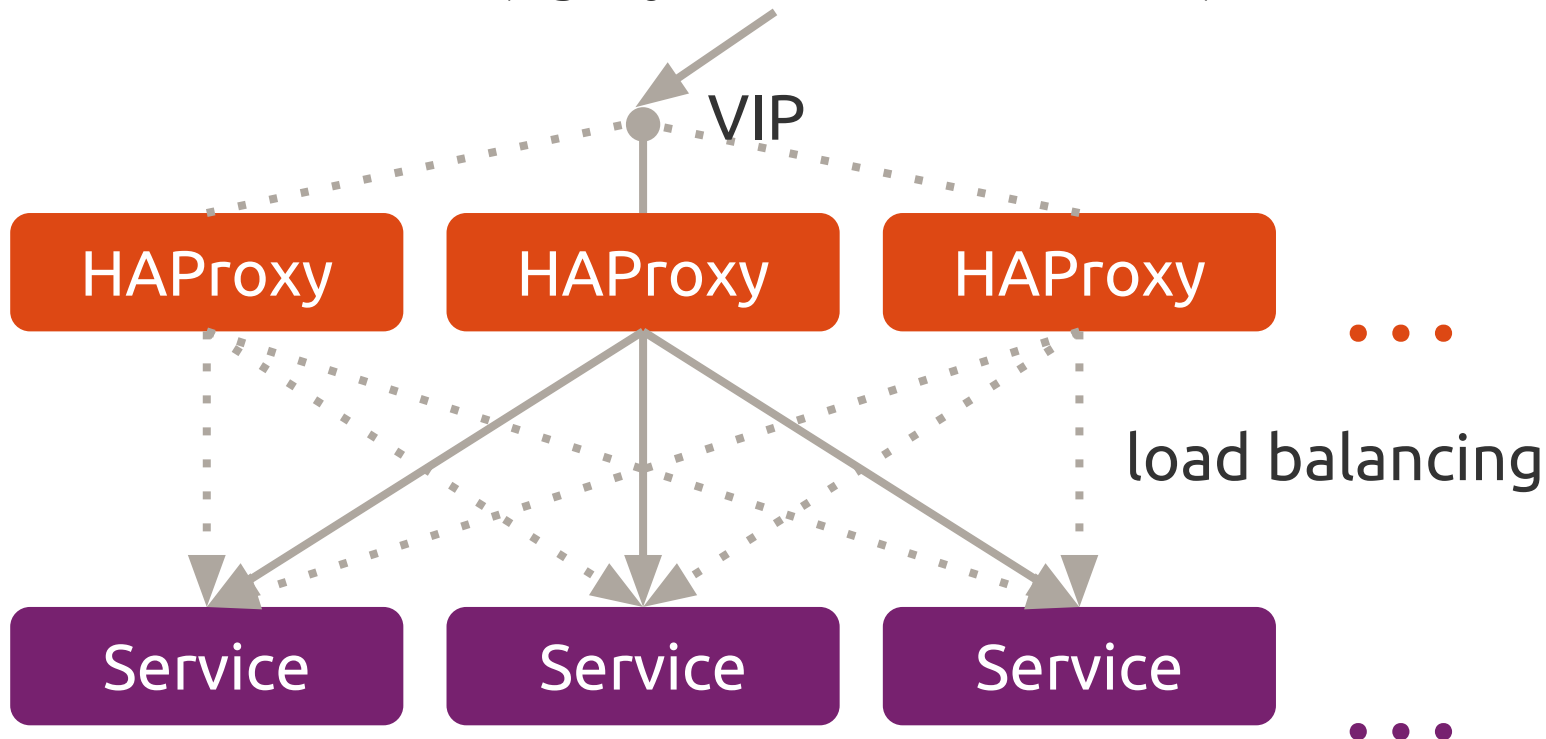 VIP
HAProxy HAProxy HAProxy
...
load balancing
Service Service Service
...